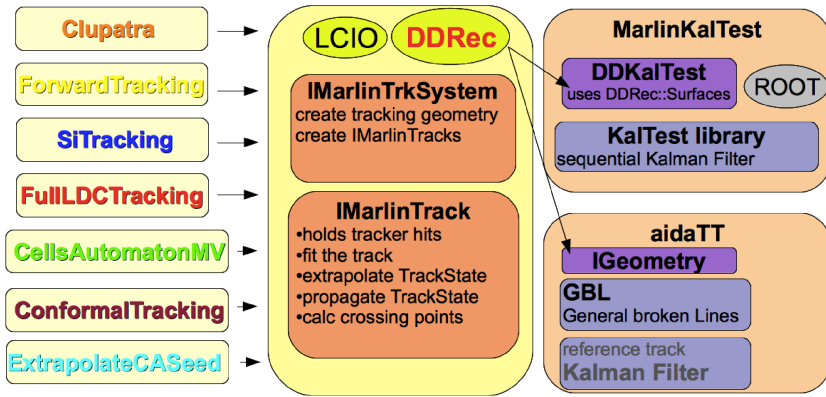 Clupatra
ForwardTracking
SiTracking
FullLDCTracking
CellsAutomatonMV
ConformalTracking
ExtrapolateCASeed
LCIO
DDRec
IMarlinTrkSystem
create tracking geometry
create IMarlinTracks
IMarlinTrack
•holds tracker hits
•fit the track
•extrapolate TrackState
•propagate TrackState
•calc crossing points
MarlinKalTest
DDKalTest
uses DDRec::Surfaces
ROOT
KalTest library
sequential Kalman Filter
aidaTT
IGeometry
GBL
General broken Lines
reference track
Kalman Filter